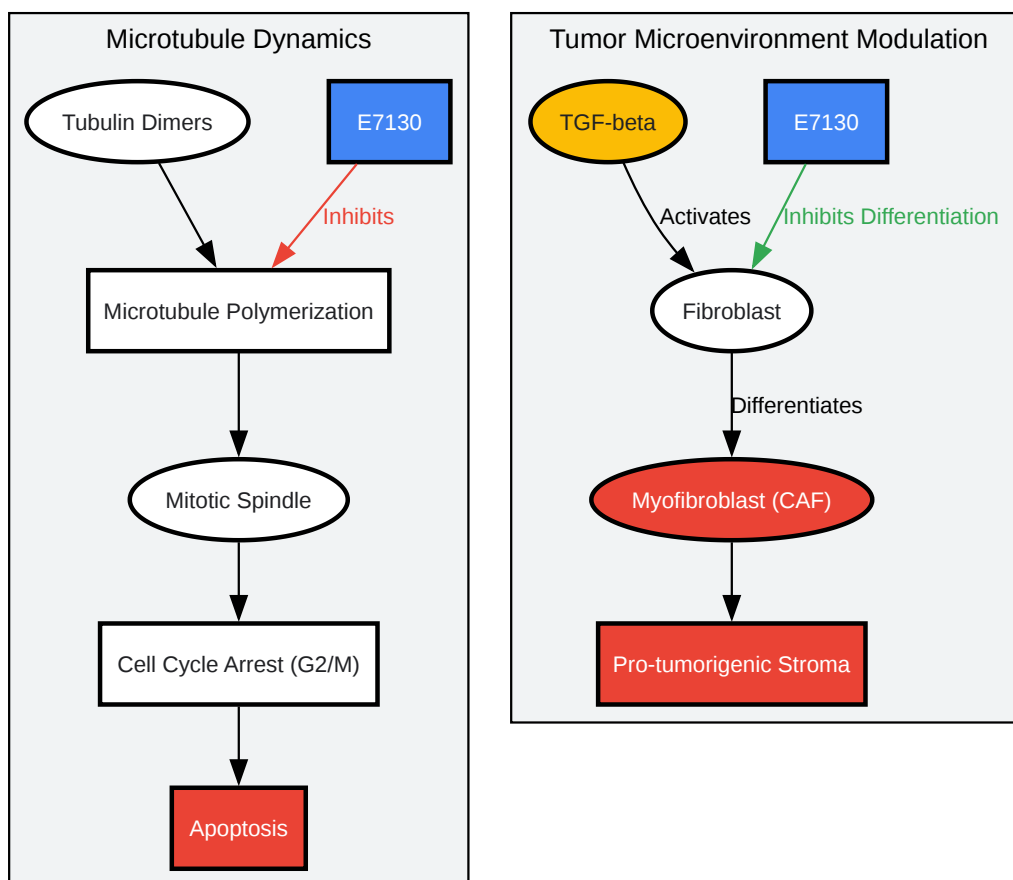 Microtubule Dynamics
Tubulin Dimers
E7130
Inhibits
Microtubule Polymerization
Mitotic Spindle
Cell Cycle Arrest (G2/M)
Apoptosis
Tumor Microenvironment Modulation
TGF-beta
E7130
Activates
Inhibits Differentiation
Fibroblast
Differentiates
Myofibroblast (CAF)
Pro-tumorigenic Stroma